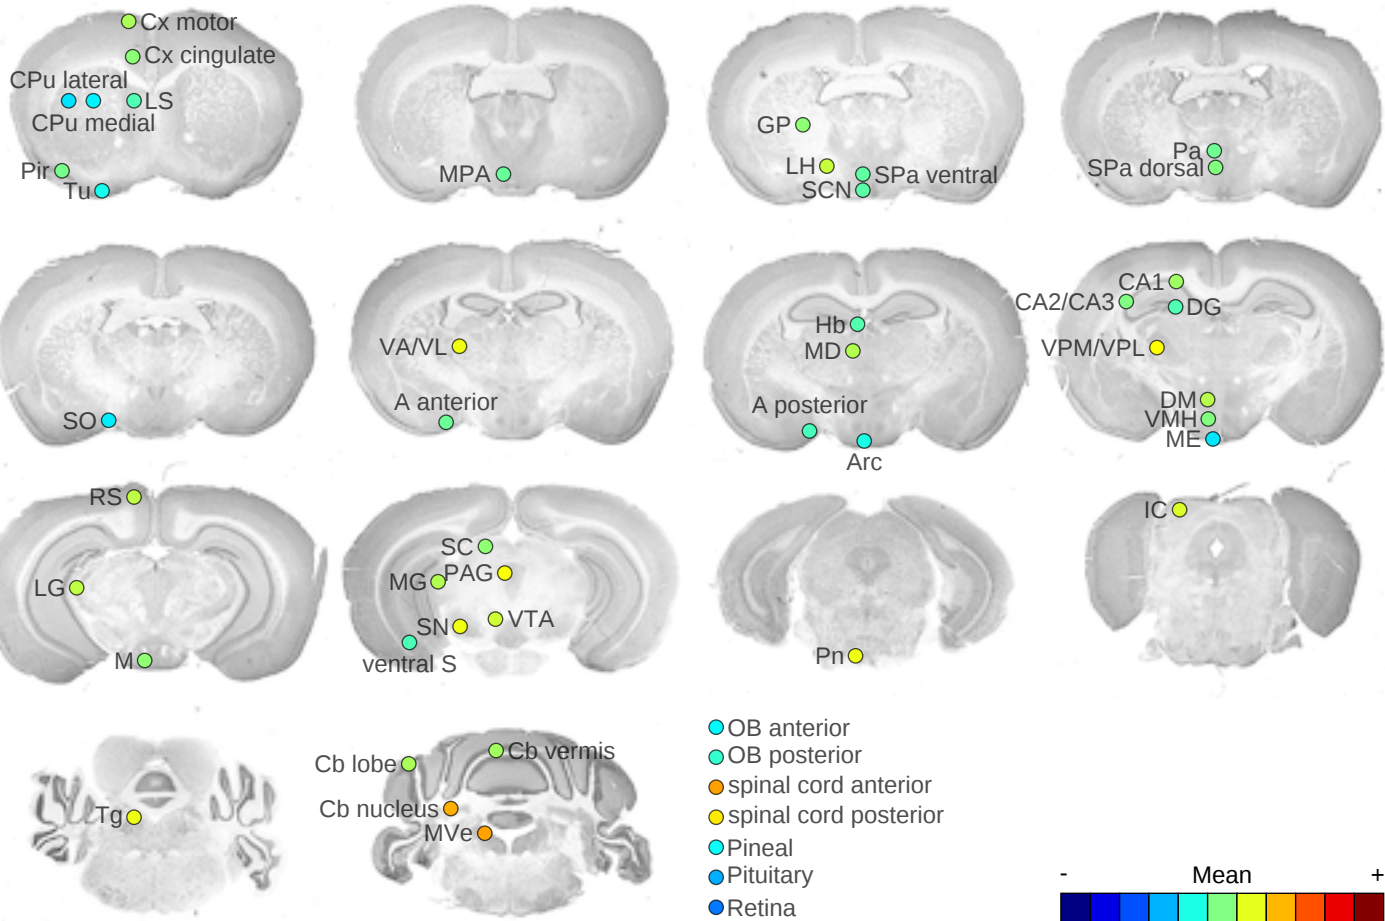 Cx motor
Cx cingulate
CPu lateral
LS
CPu medial
Pir
Tu
MPA
GP
LH
SPa ventral
SCN
Pa
SPa dorsal
SO
VA/VL
A anterior
Hb
MD
A posterior
Arc
CA1
CA2/CA3
DG
VPM/VPL
DM
VMH
ME
RS
LG
M
SC
PAG
MG
SN
VTA
ventral S
Pn
IC
Tg
Cb lobe
Cb vermis
Cb nucleus
MVe
OB anterior
OB posterior
spinal cord anterior
spinal cord posterior
Pineal
Pituitary
Retina
- Mean +